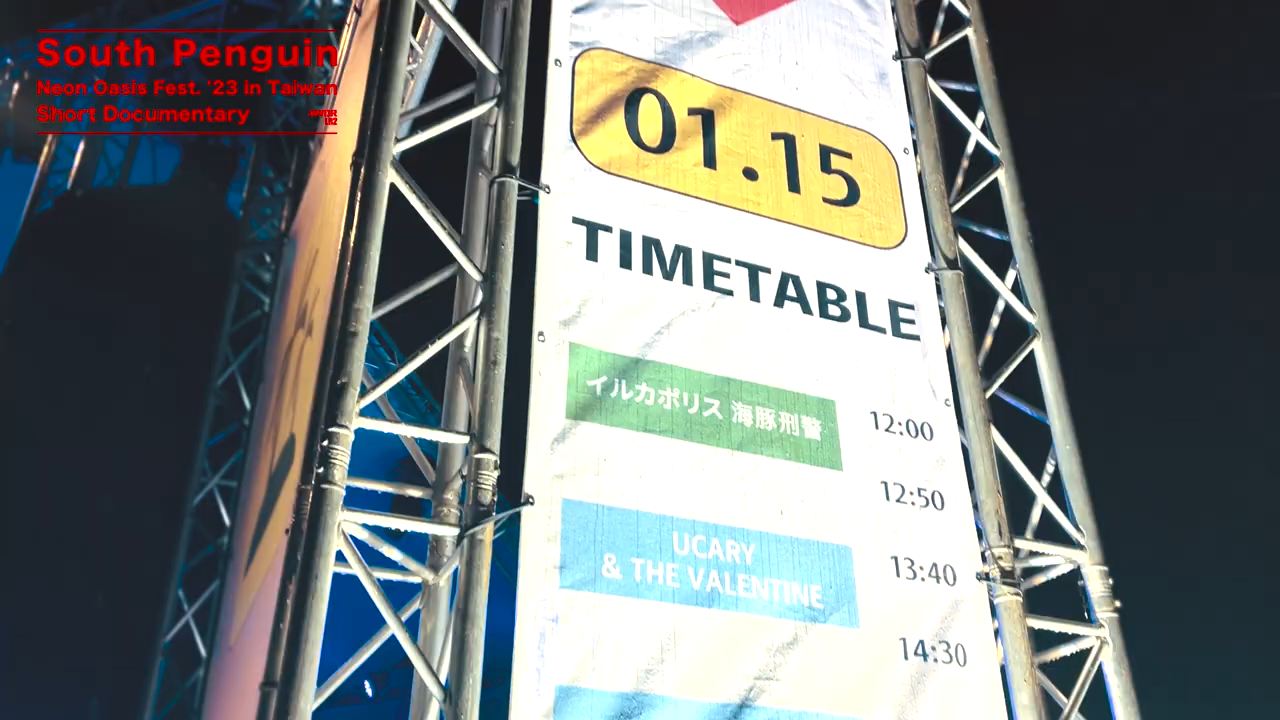 South Penguin
Neon Oasis Fest. '23 in Taiwan
Short Documentary
01.15
TIMETABLE
イルカポリス 海豚刑警
12:00
12:50
UCARY
& THE VALENTINE
13:40
14:30